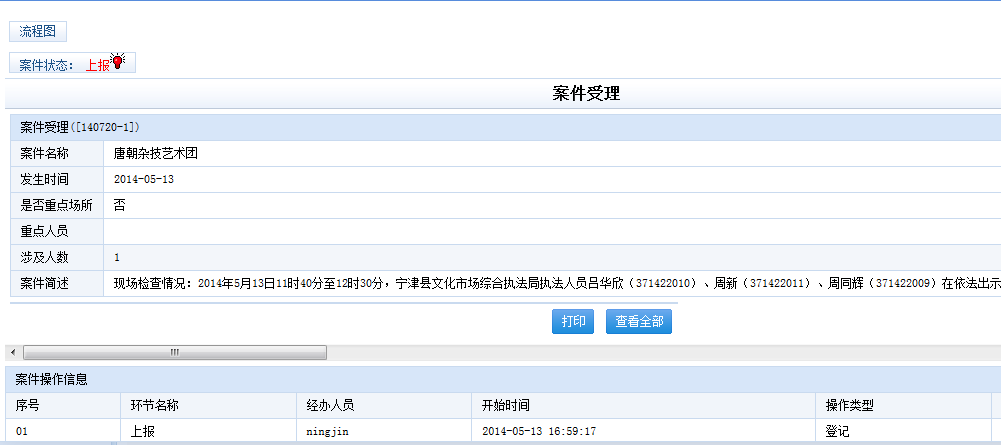 流程图
案件状态： 上报
案件受理
案件受理([140720-1])
案件名称 唐朝杂技艺术团
发生时间 2014-05-13
是否重点场所 否
重点人员
涉及人数 1
案件简述 现场检查情况：2014年5月13日11时40分至12时30分，宁津县文化市场综合执法局执法人员吕华欣（371422010）、周新（371422011）、周同辉（371422009）在依法出示
打印 查看全部
案件操作信息
序号 环节名称 经办人员 开始时间 操作类型
01 上报 ningjin 2014-05-13 16:59:17 登记